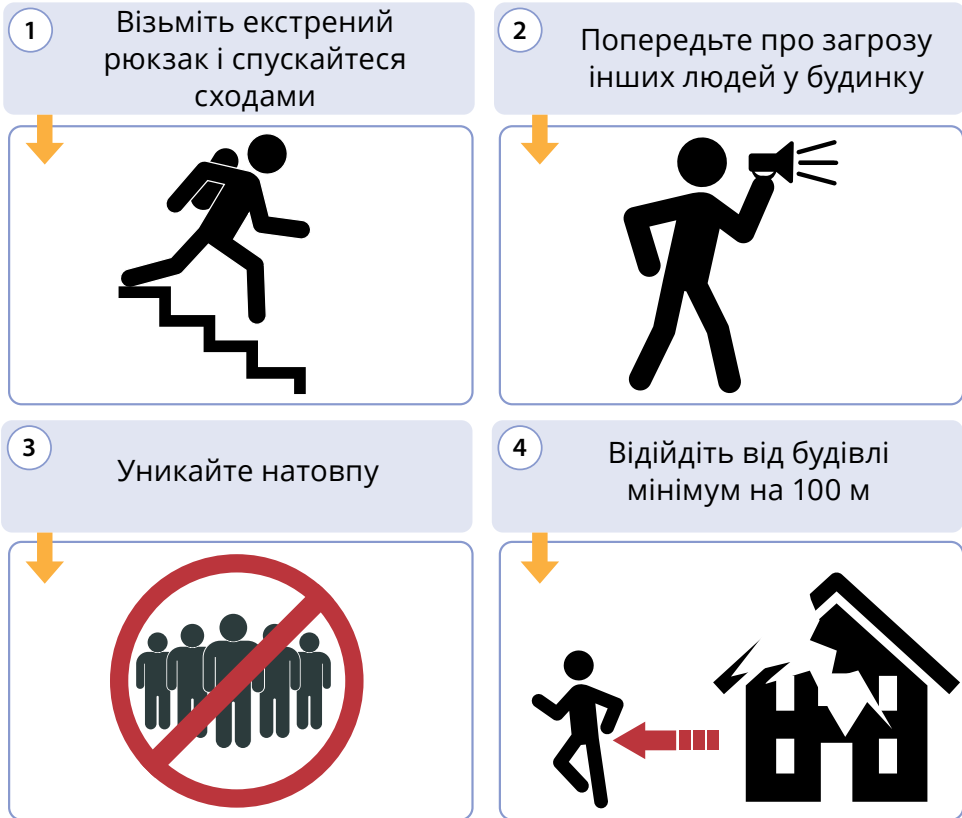 1
Візьміть екстрений
рюкзак і спускайтеся
сходами
2
Попередьте про загрозу
інших людей у будинку
3
Уникайте натовпу
4
Відійдіть від будівлі
мінімум на 100 м